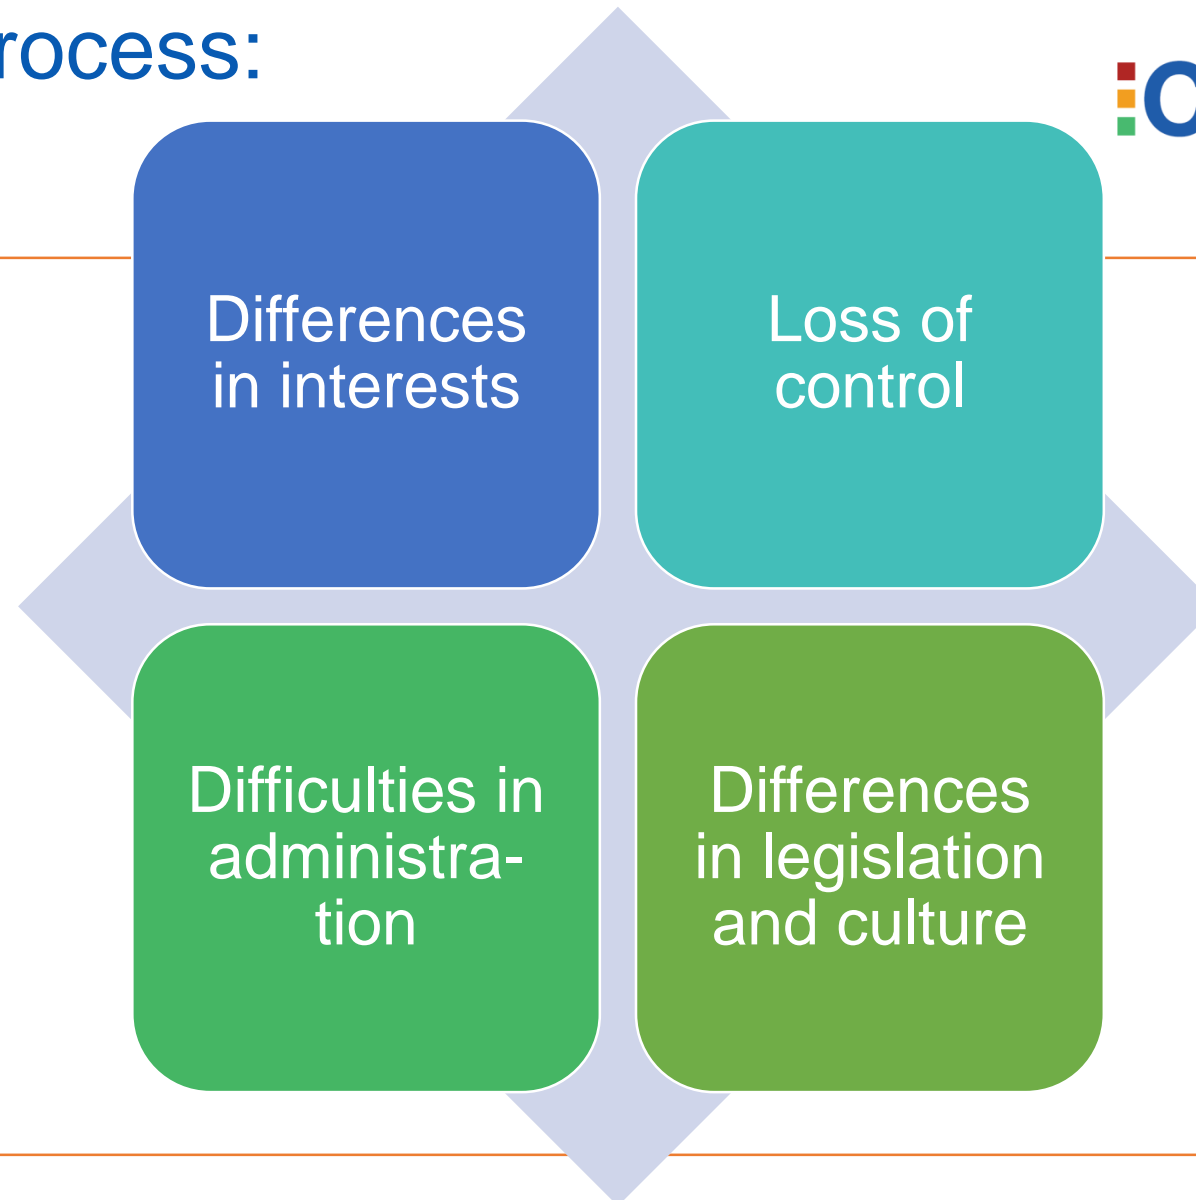 rocess:
Differences
in interests
Loss of
control
Difficulties in
administra-
tion
Differences
in legislation
and culture